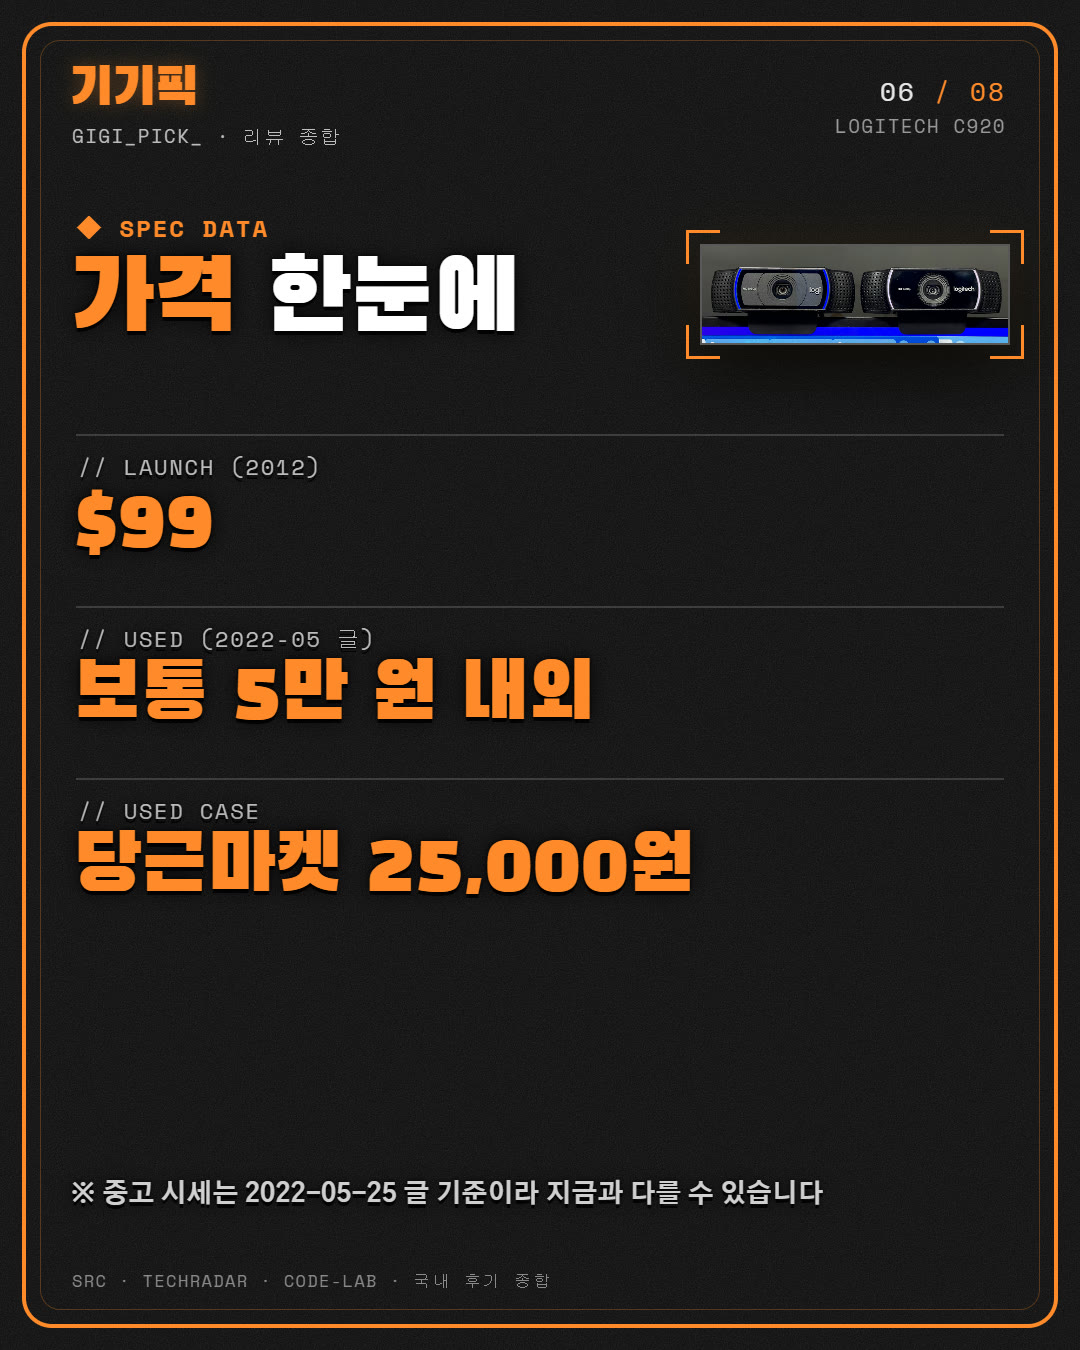 기기픽
GIGI_PICK_ · 리뷰 종합
06 / 08
LOGITECH C920
◆ SPEC DATA
가격 한눈에
logi
logitech
// LAUNCH (2012)
$99
// USED (2022-05 글)
보통 5만 원 내외
// USED CASE
당근마켓 25,000원
※ 중고 시세는 2022-05-25 글 기준이라 지금과 다를 수 있습니다
SRC · TECHRADAR · CODE-LAB · 국내 후기 종합